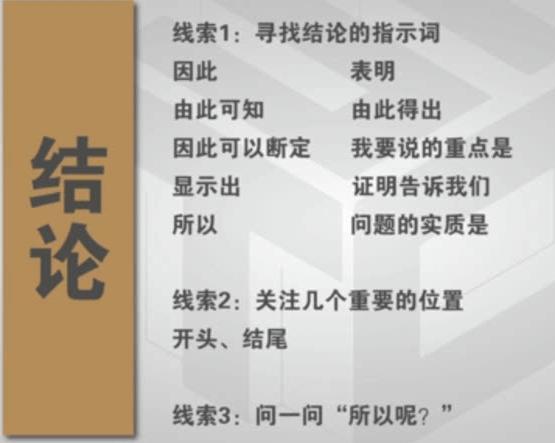 结论
线索1：寻找结论的指示词
因此 表明
由此可知 由此得出
因此可以断定 我要说的重点是
显示出 证明告诉我们
所以 问题的实质是
线索2：关注几个重要的位置
开头、结尾
线索3：问一问“所以呢？”